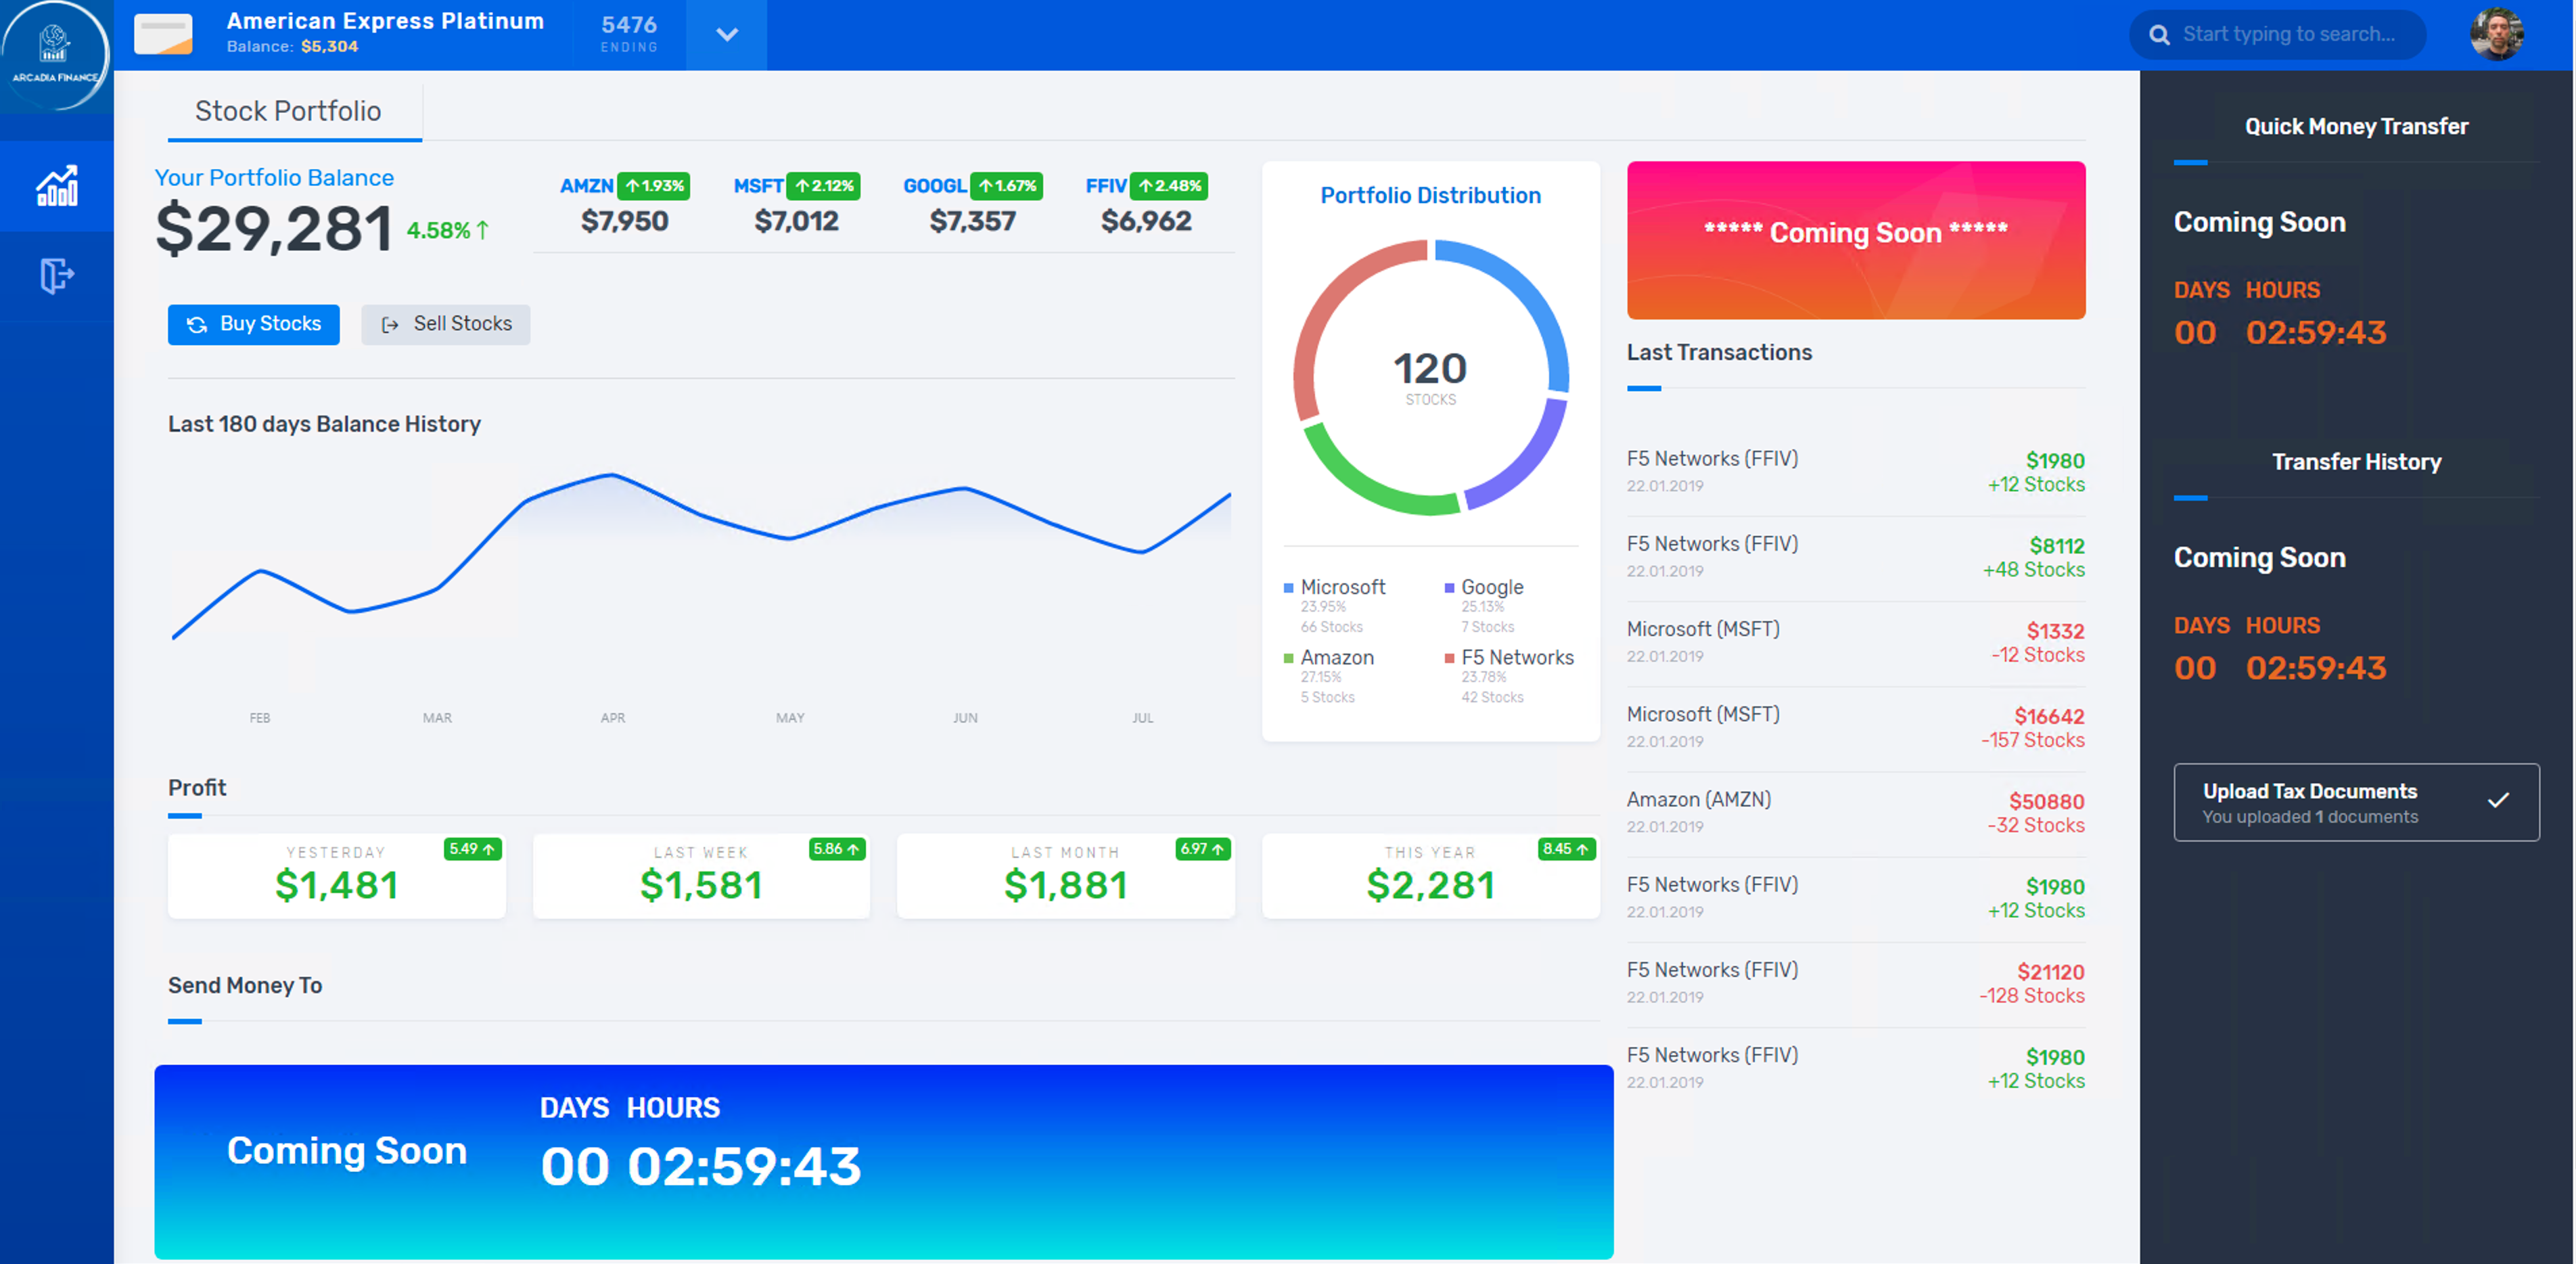 ARCADIA FINANCE
American Express Platinum
Balance: $5,304
5476
ENDING
Start typing to search...
Stock Portfolio
Your Portfolio Balance
$29,281 4.58% ↑
AMZN ↑1.93%
$7,950
MSFT ↑2.12%
$7,012
GOOGL ↑1.67%
$7,357
FFIV ↑2.48%
$6,962
Buy Stocks
Sell Stocks
Last 180 days Balance History
FEB MAR APR MAY JUN JUL
Portfolio Distribution
120
STOCKS
Microsoft
23.95%
66 Stocks
Google
25.13%
7 Stocks
Amazon
27.15%
5 Stocks
F5 Networks
23.78%
42 Stocks
Profit
YESTERDAY 5.49 ↑
$1,481
LAST WEEK 5.86 ↑
$1,581
LAST MONTH 6.97 ↑
$1,881
THIS YEAR 8.45 ↑
$2,281
Send Money To
Coming Soon
DAYS HOURS
00 02:59:43
***** Coming Soon *****
Last Transactions
F5 Networks (FFIV) $1980
22.01.2019 +12 Stocks
F5 Networks (FFIV) $8112
22.01.2019 +48 Stocks
Microsoft (MSFT) $1332
22.01.2019 -12 Stocks
Microsoft (MSFT) $16642
22.01.2019 -157 Stocks
Amazon (AMZN) $50880
22.01.2019 -32 Stocks
F5 Networks (FFIV) $1980
22.01.2019 +12 Stocks
F5 Networks (FFIV) $21120
22.01.2019 -128 Stocks
F5 Networks (FFIV) $1980
22.01.2019 +12 Stocks
Quick Money Transfer
Coming Soon
DAYS HOURS
00 02:59:43
Transfer History
Coming Soon
DAYS HOURS
00 02:59:43
Upload Tax Documents
You uploaded 1 documents